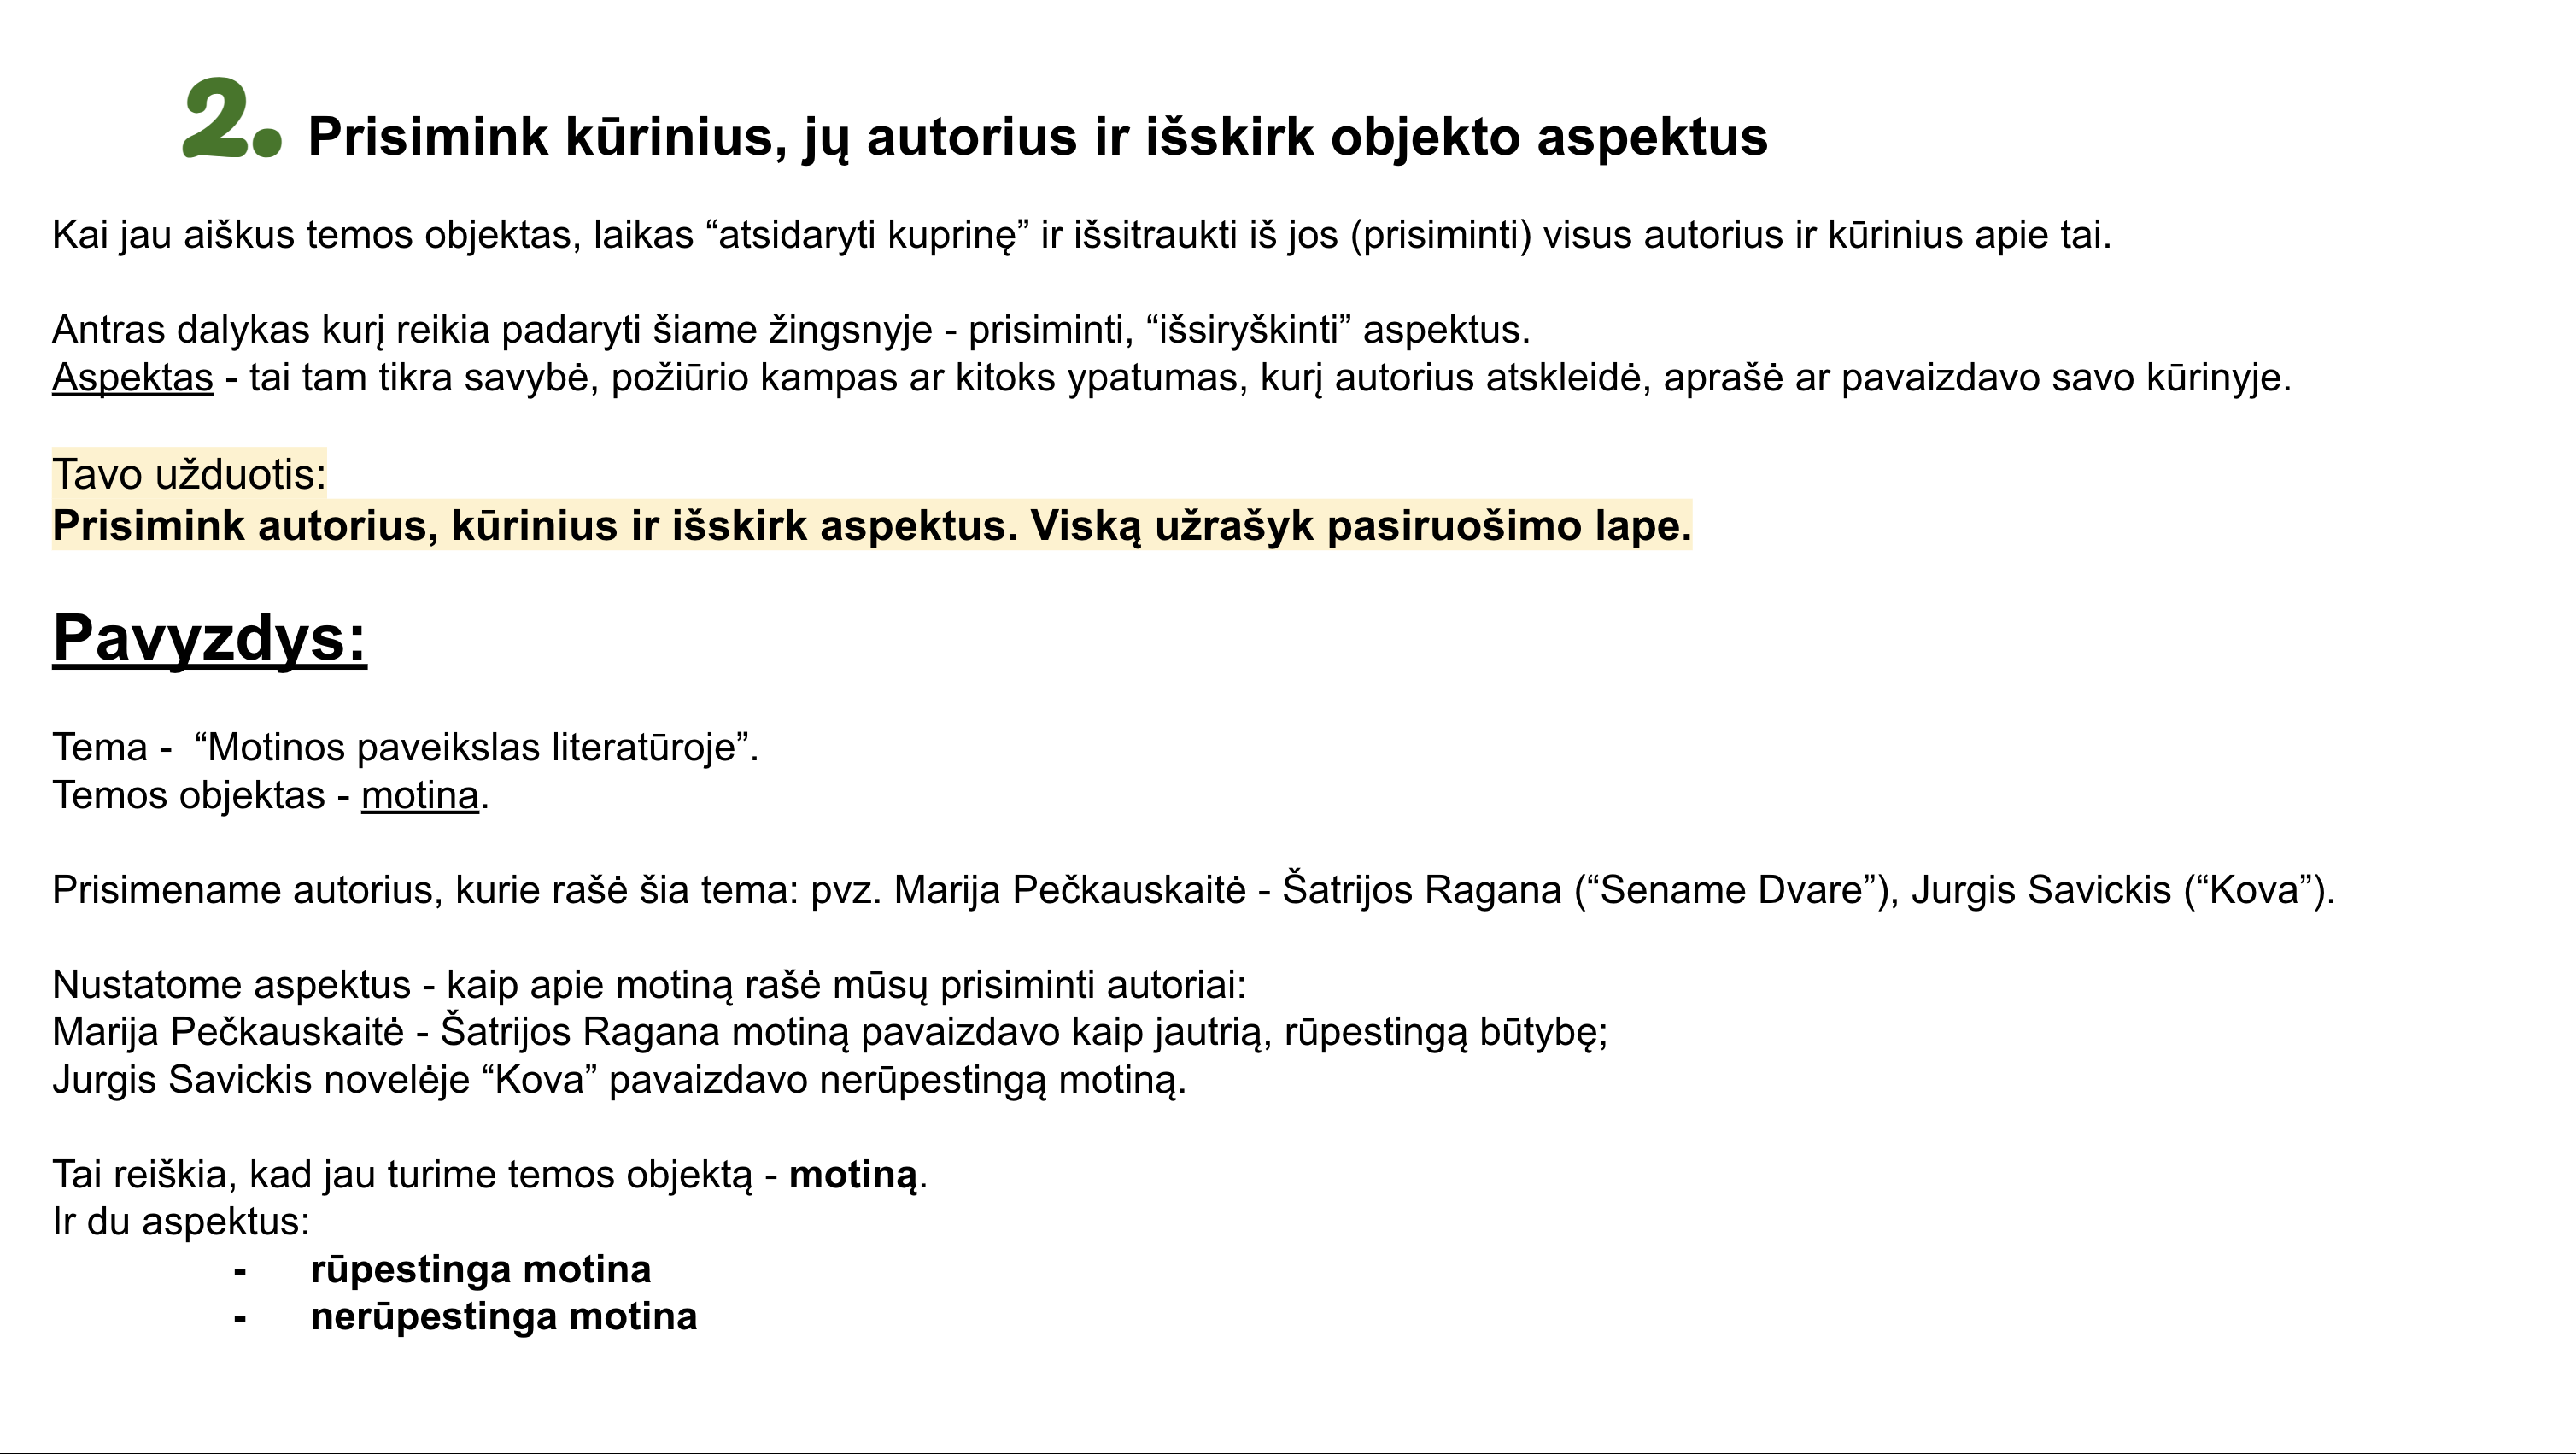 2. Prisimink kūrinius, jų autorius ir išskirk objekto aspektus
Kai jau aiškus temos objektas, laikas “atsidaryti kuprinę” ir išsitraukti iš jos (prisiminti) visus autorius ir kūrinius apie tai.
Antras dalykas kurį reikia padaryti šiame žingsnyje - prisiminti, “išsiryškinti” aspektus.
Aspektas - tai tam tikra savybė, požiūrio kampas ar kitoks ypatumas, kurį autorius atskleidė, aprašė ar pavaizdavo savo kūrinyje.
Tavo užduotis:
Prisimink autorius, kūrinius ir išskirk aspektus. Viską užrašyk pasiruošimo lape.
Pavyzdys:
Tema - “Motinos paveikslas literatūroje”.
Temos objektas - motina.
Prisimename autorius, kurie rašė šia tema: pvz. Marija Pečkauskaitė - Šatrijos Ragana (“Sename Dvare”), Jurgis Savickis (“Kova”).
Nustatome aspektus - kaip apie motiną rašė mūsų prisiminti autoriai:
Marija Pečkauskaitė - Šatrijos Ragana motiną pavaizdavo kaip jautrią, rūpestingą būtybę;
Jurgis Savickis novelėje “Kova” pavaizdavo nerūpestingą motiną.
Tai reiškia, kad jau turime temos objektą - motiną.
Ir du aspektus:
- rūpestinga motina
- nerūpestinga motina